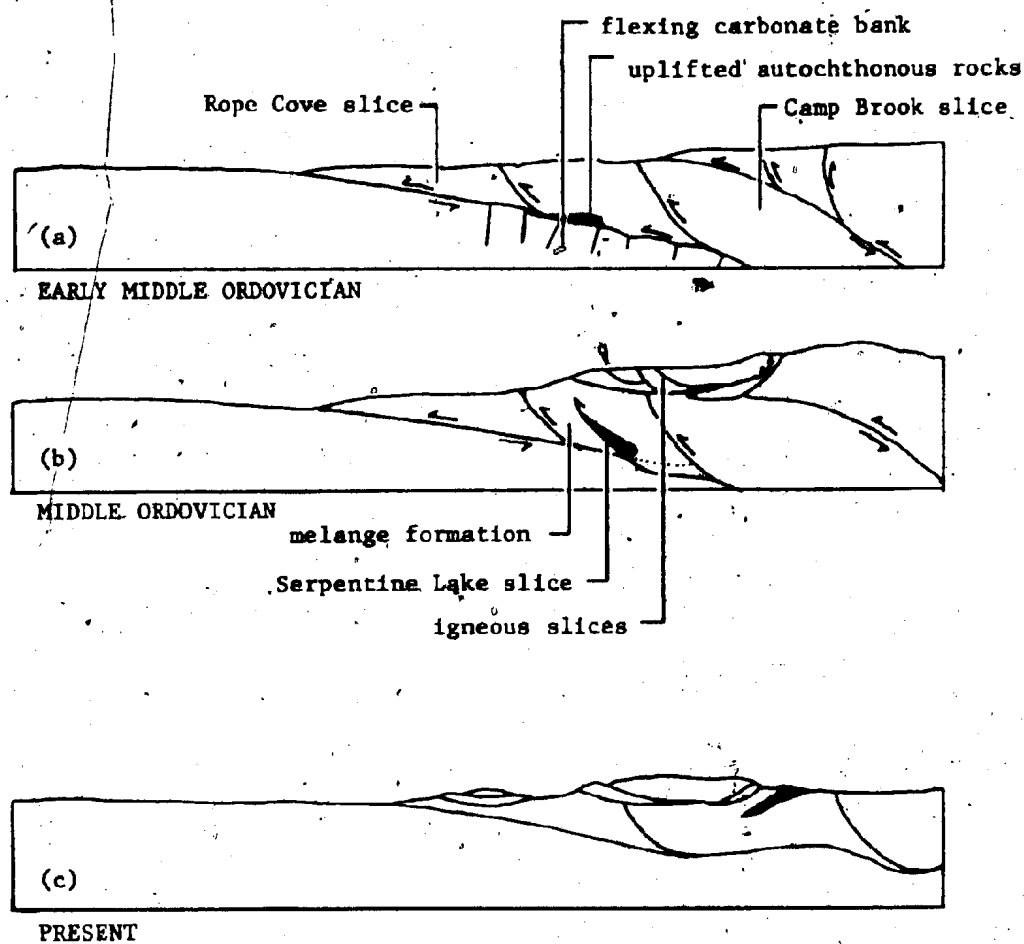 flexing carbonate bank
uplifted autochthonous rocks
Rope Cove slice
Camp Brook slice
(a)
EARLY MIDDLE ORDOVICIAN
(b)
MIDDLE ORDOVICIAN
melange formation
Serpentine Lake slice
igneous slices
(c)
PRESENT